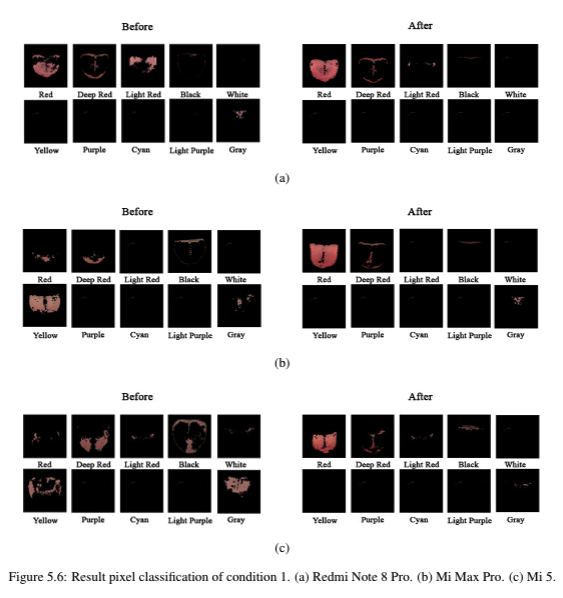 Before After
Red Deep Red Light Red Black White Red Deep Red Light Red Black White
Yellow Purple Cyan Light Purple Gray Yellow Purple Cyan Light Purple Gray
(a)
Before After
Red Deep Red Light Red Black White Red Deep Red Light Red Black White
Yellow Purple Cyan Light Purple Gray Yellow Purple Cyan Light Purple Gray
(b)
Before After
Red Deep Red Light Red Black White Red Deep Red Light Red Black White
Yellow Purple Cyan Light Purple Gray Yellow Purple Cyan Light Purple Gray
(c)
Figure 5.6: Result pixel classification of condition 1. (a) Redmi Note 8 Pro. (b) Mi Max Pro. (c) Mi 5.